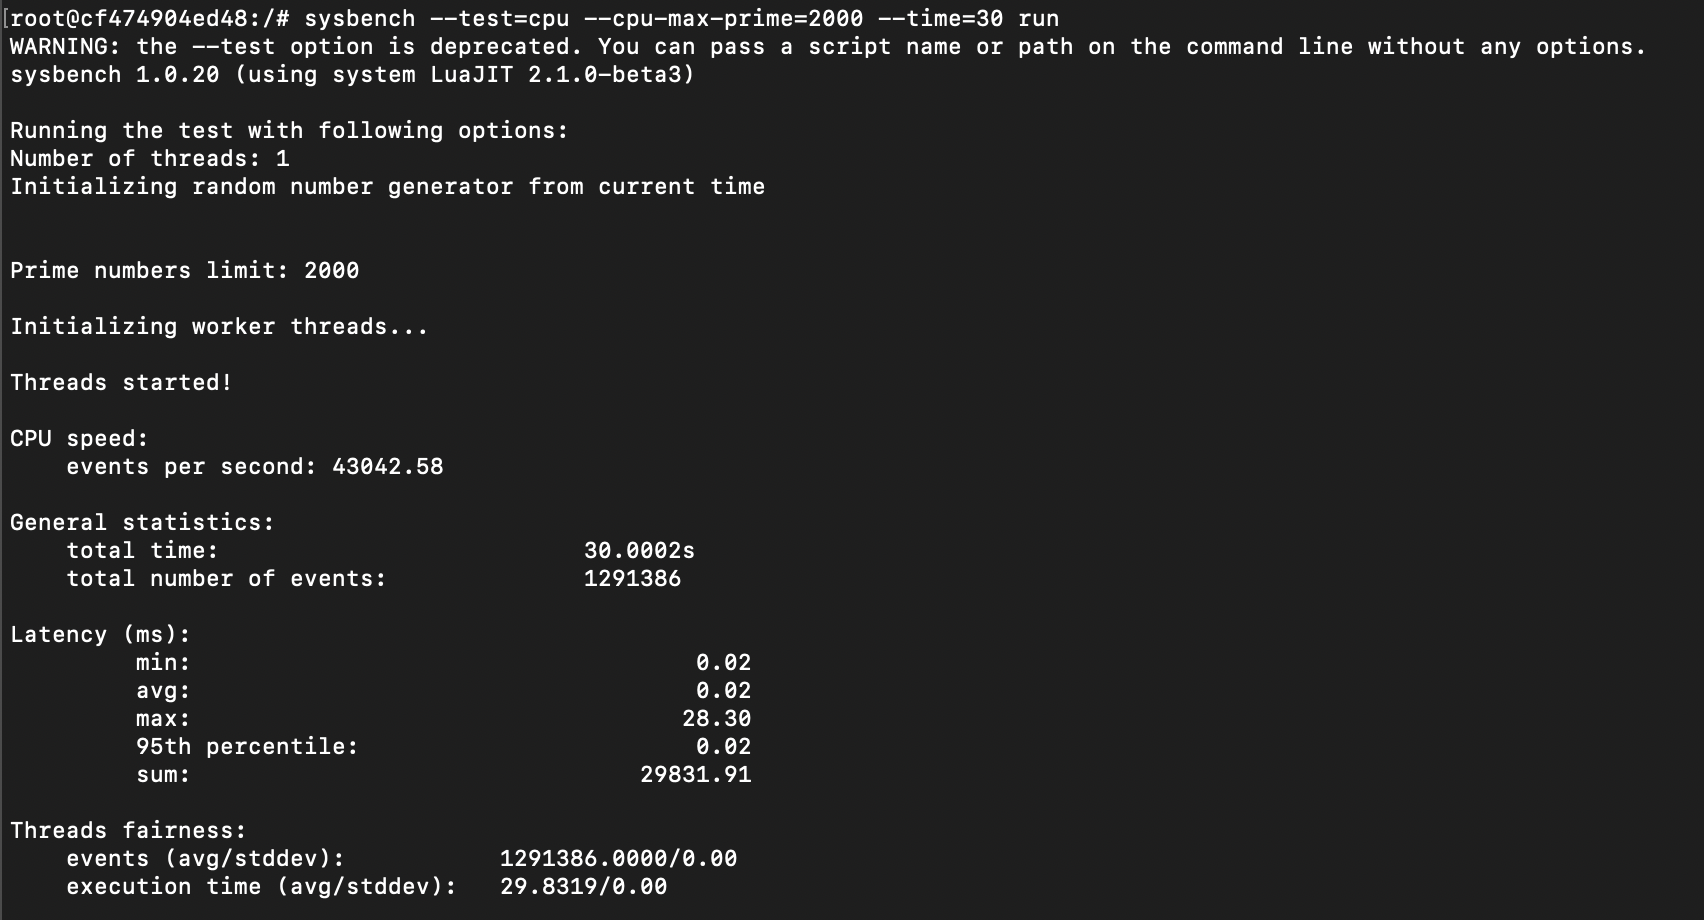 [root@cf474904ed48:/# sysbench --test=cpu --cpu-max-prime=2000 --time=30 run
WARNING: the --test option is deprecated. You can pass a script name or path on the command line without any options.
sysbench 1.0.20 (using system LuaJIT 2.1.0-beta3)
Running the test with following options:
Number of threads: 1
Initializing random number generator from current time
Prime numbers limit: 2000
Initializing worker threads...
Threads started!
CPU speed:
events per second: 43042.58
General statistics:
total time: 30.0002s
total number of events: 1291386
Latency (ms):
min: 0.02
avg: 0.02
max: 28.30
95th percentile: 0.02
sum: 29831.91
Threads fairness:
events (avg/stddev): 1291386.0000/0.00
execution time (avg/stddev): 29.8319/0.00